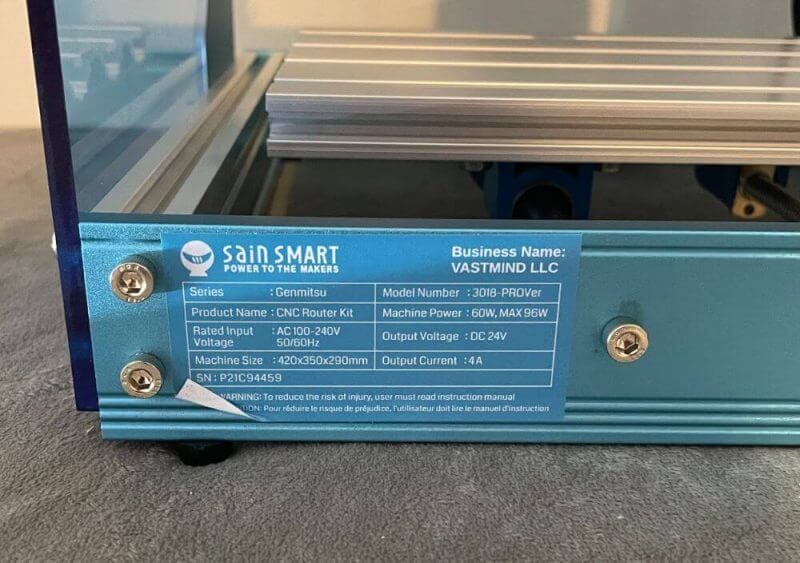 Sain SMART
POWER TO THE MAKERS
Business Name:
VASTMIND LLC
Series : Genmitsu
Model Number : 3018-PROVer
Product Name : CNC Router Kit
Machine Power : 60W, MAX 96W
Rated Input Voltage : AC 100-240V 50/60Hz
Output Voltage : DC 24V
Machine Size : 420x350x290mm
Output Current : 4A
SN : P21C94459
WARNING: To reduce the risk of injury, user must read instruction manual
Pour réduire le risque de préjudice, l'utilisateur doit lire le manuel d'instruction